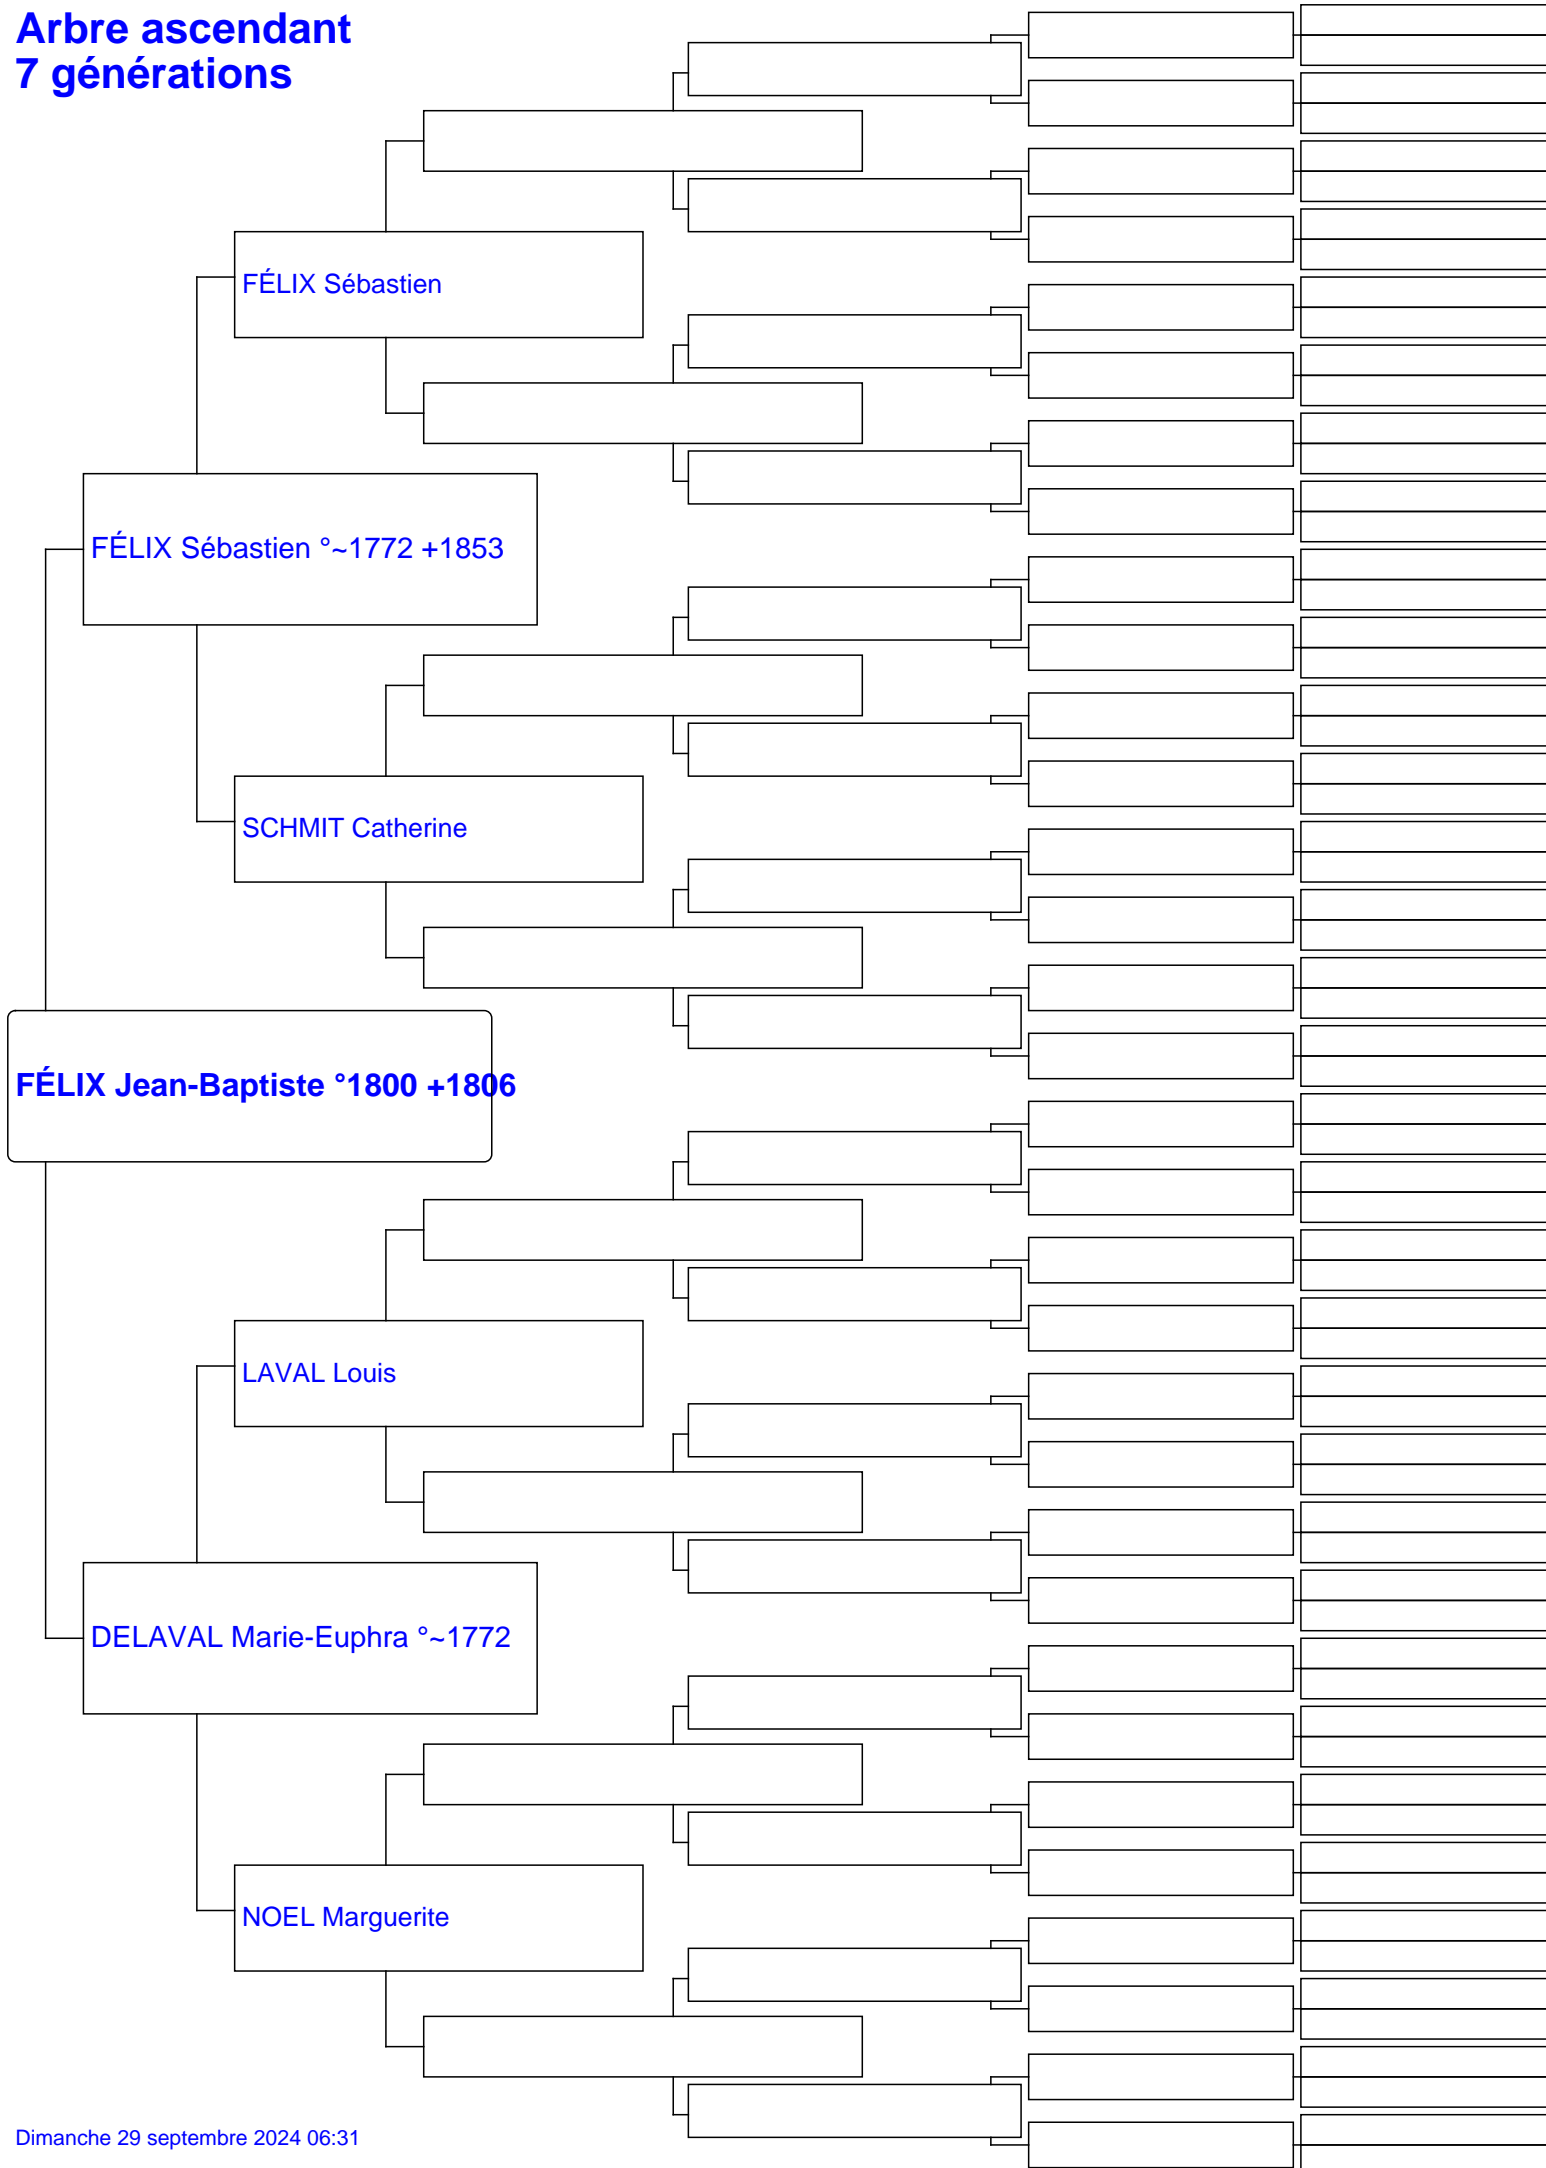 Arbre ascendant
7 générations
FÉLIX Sébastien
FÉLIX Sébastien °~1772 +1853
SCHMIT Catherine
FÉLIX Jean-Baptiste °1800 +1806
LAVAL Louis
DELAVAL Marie-Euphra °~1772
NOEL Marguerite
Dimanche 29 septembre 2024 06:31